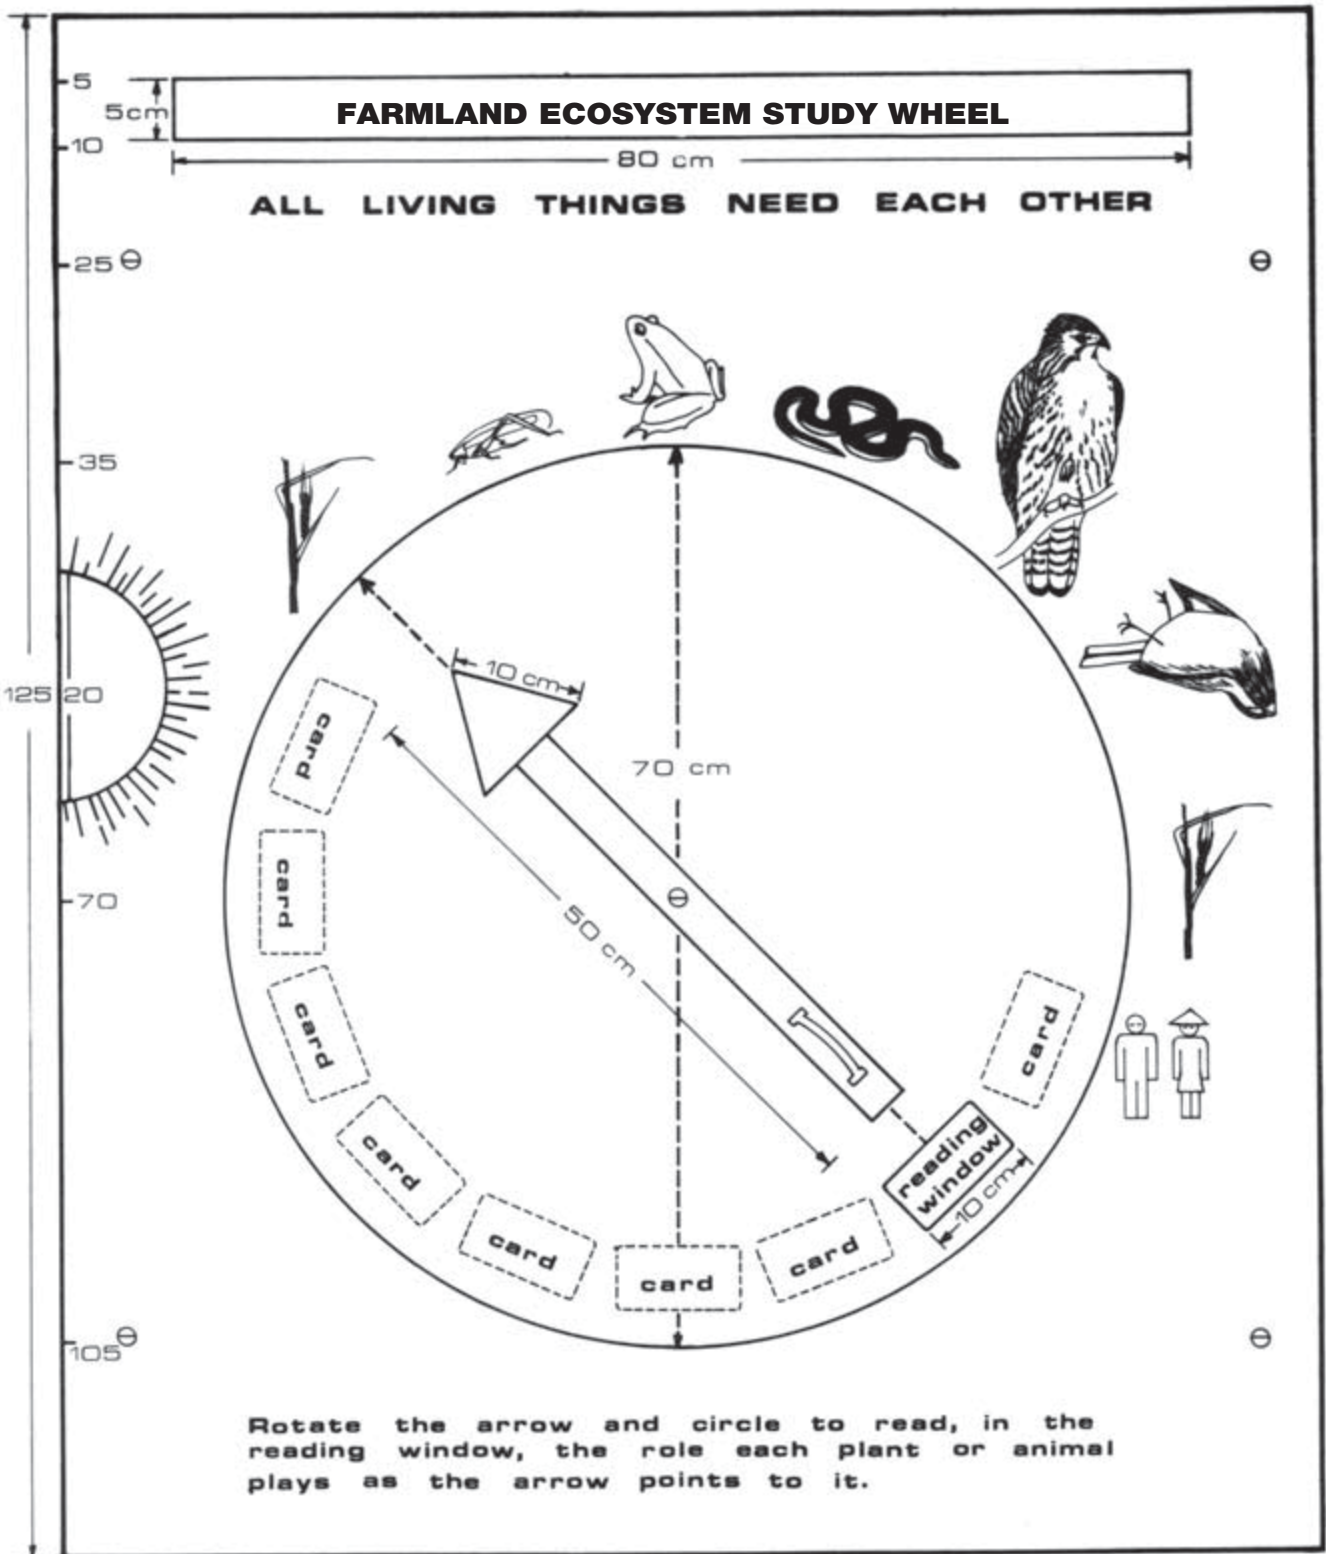 5
5cm
FARMLAND ECOSYSTEM STUDY WHEEL
10
80 cm
ALL LIVING THINGS NEED EACH OTHER
25
35
10 cm
125 20
card
70 cm
card
70
50 cm
card
card
card
reading
window
10 cm
card
card
card
card
105
Rotate the arrow and circle to read, in the
reading window, the role each plant or animal
plays as the arrow points to it.